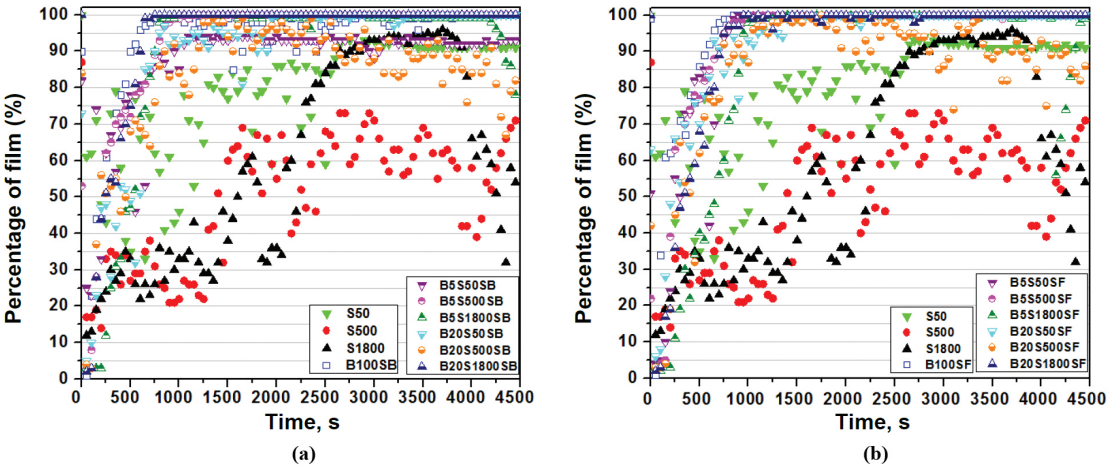 100
90
80
70
60
50
40
30
20
10
0
Percentage of film (%)
S50
S500
S1800
B100SB
B5S50SB
B5S500SB
B5S1800SB
B20S50SB
B20S500SB
B20S1800SB
0 500 1000 1500 2000 2500 3000 3500 4000 4500
Time, s
(a)
100
90
80
70
60
50
40
30
20
10
0
Percentage of film (%)
S50
S500
S1800
B100SF
B5S50SF
B5S500SF
B5S1800SF
B20S50SF
B20S500SF
B20S1800SF
0 500 1000 1500 2000 2500 3000 3500 4000 4500
Time, s
(b)